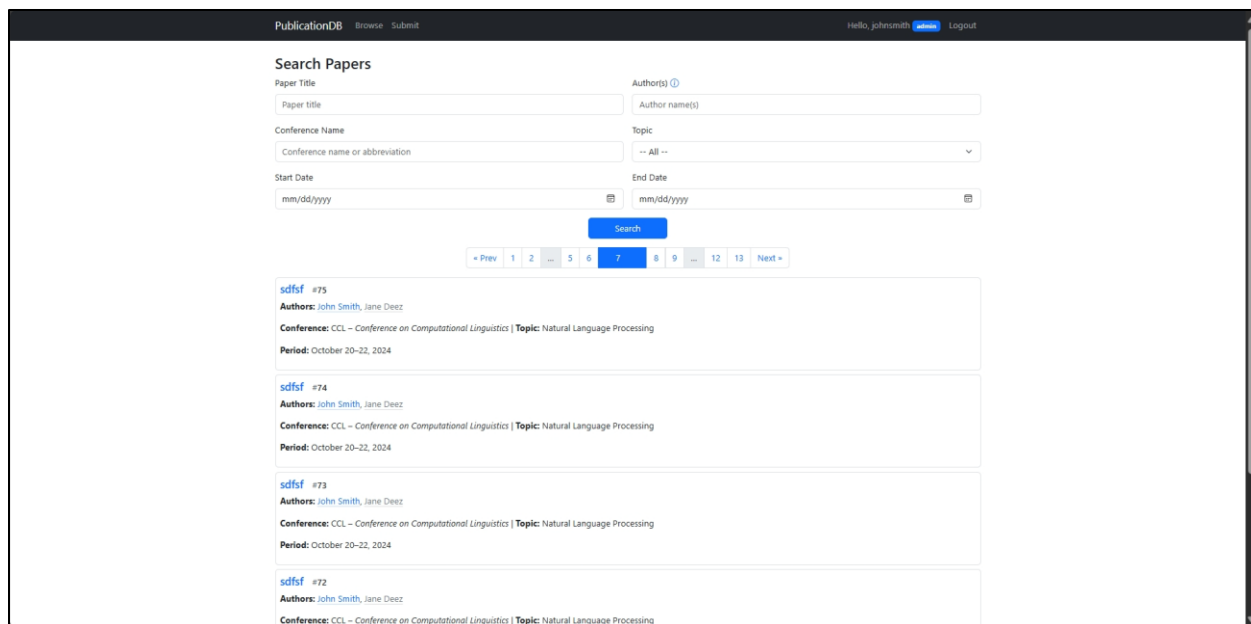 PublicationDB Browse Submit Hello, johnsmith admin Logout
Search Papers
Paper Title Author(s)
Paper title Author name(s)
Conference Name Topic
Conference name or abbreviation -- All --
Start Date End Date
mm/dd/yyyy mm/dd/yyyy
Search
« Prev 1 2 ... 5 6 7 8 9 ... 12 13 Next »
sdfsf #75
Authors: John Smith, Jane Deez
Conference: CCL – Conference on Computational Linguistics | Topic: Natural Language Processing
Period: October 20–22, 2024
sdfsf #74
Authors: John Smith, Jane Deez
Conference: CCL – Conference on Computational Linguistics | Topic: Natural Language Processing
Period: October 20–22, 2024
sdfsf #73
Authors: John Smith, Jane Deez
Conference: CCL – Conference on Computational Linguistics | Topic: Natural Language Processing
Period: October 20–22, 2024
sdfsf #72
Authors: John Smith, Jane Deez
Conference: CCL – Conference on Computational Linguistics | Topic: Natural Language Processing